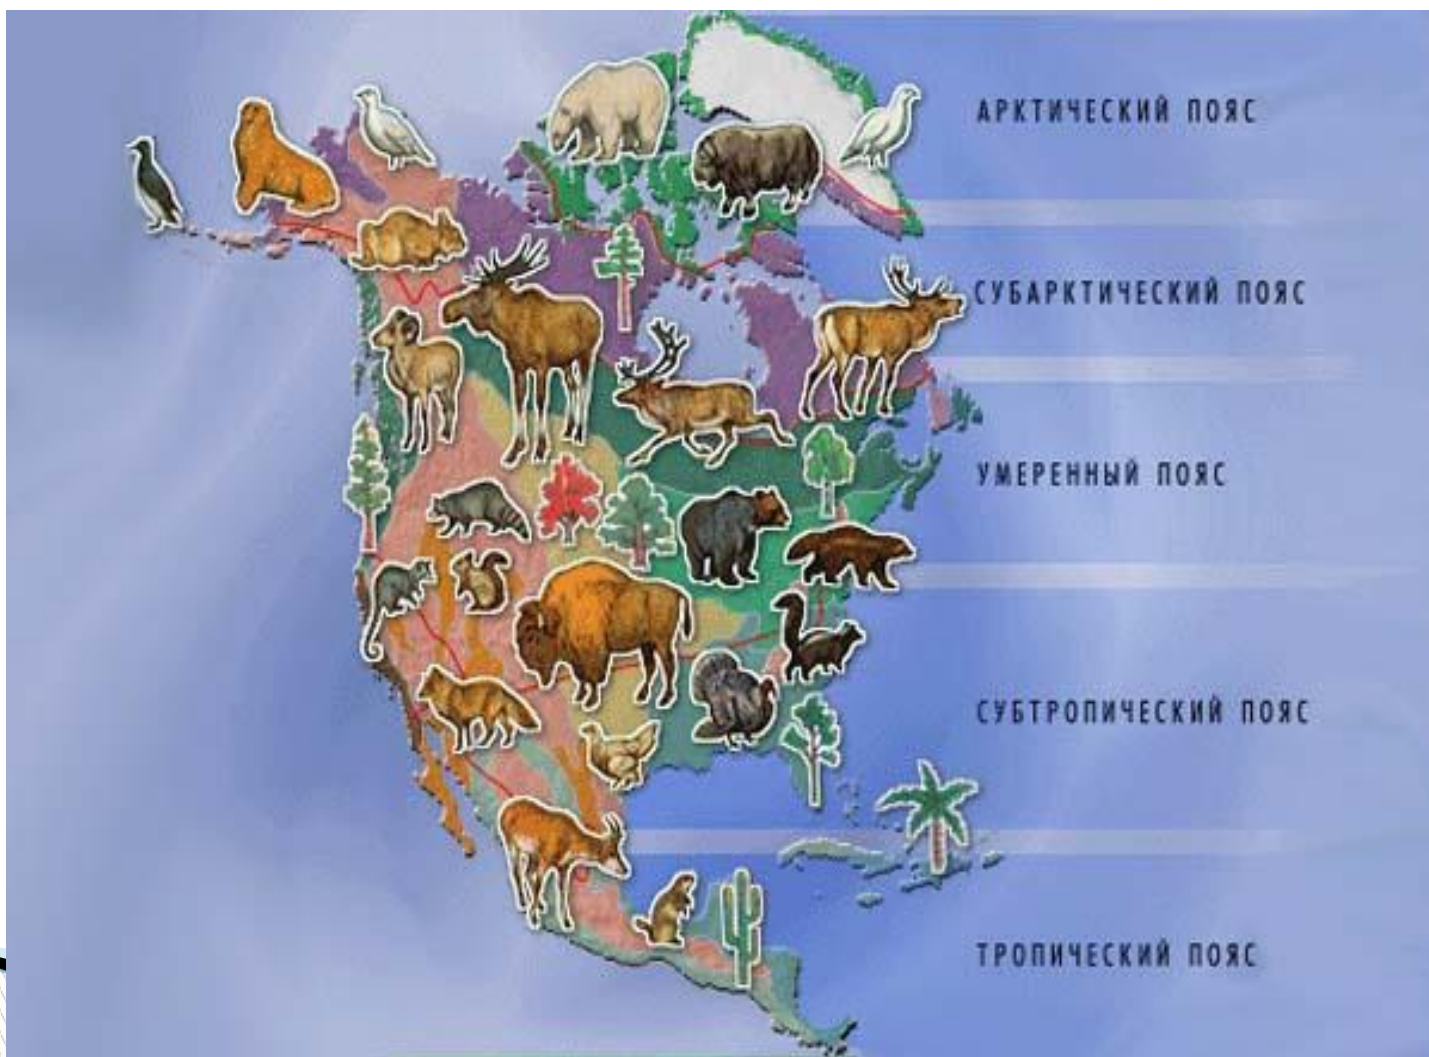 АРКТИЧЕСКИЙ ПОЯС
СУБАРКТИЧЕСКИЙ ПОЯС
УМЕРЕННЫЙ ПОЯС
СУБТРОПИЧЕСКИЙ ПОЯС
ТРОПИЧЕСКИЙ ПОЯС